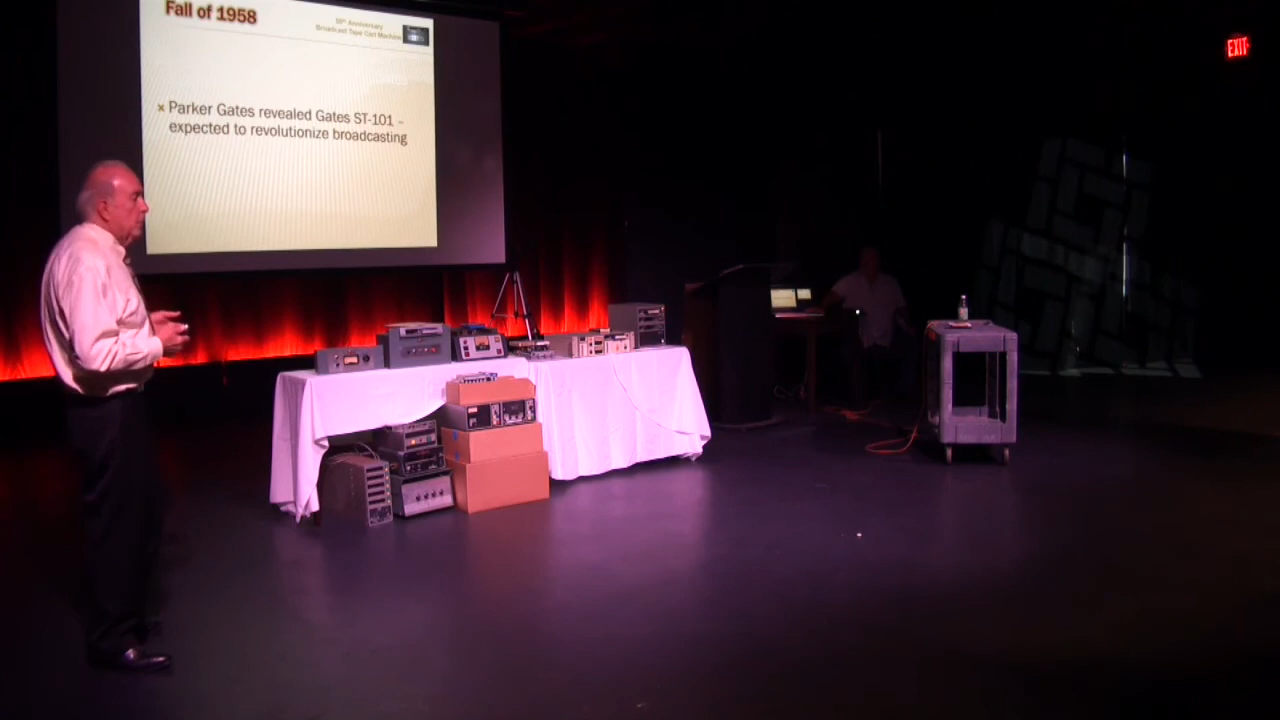 Fall of 1958
55th Anniversary
Broadcast Tape Cart Machine
× Parker Gates revealed Gates ST-101 –
expected to revolutionize broadcasting
EXIT